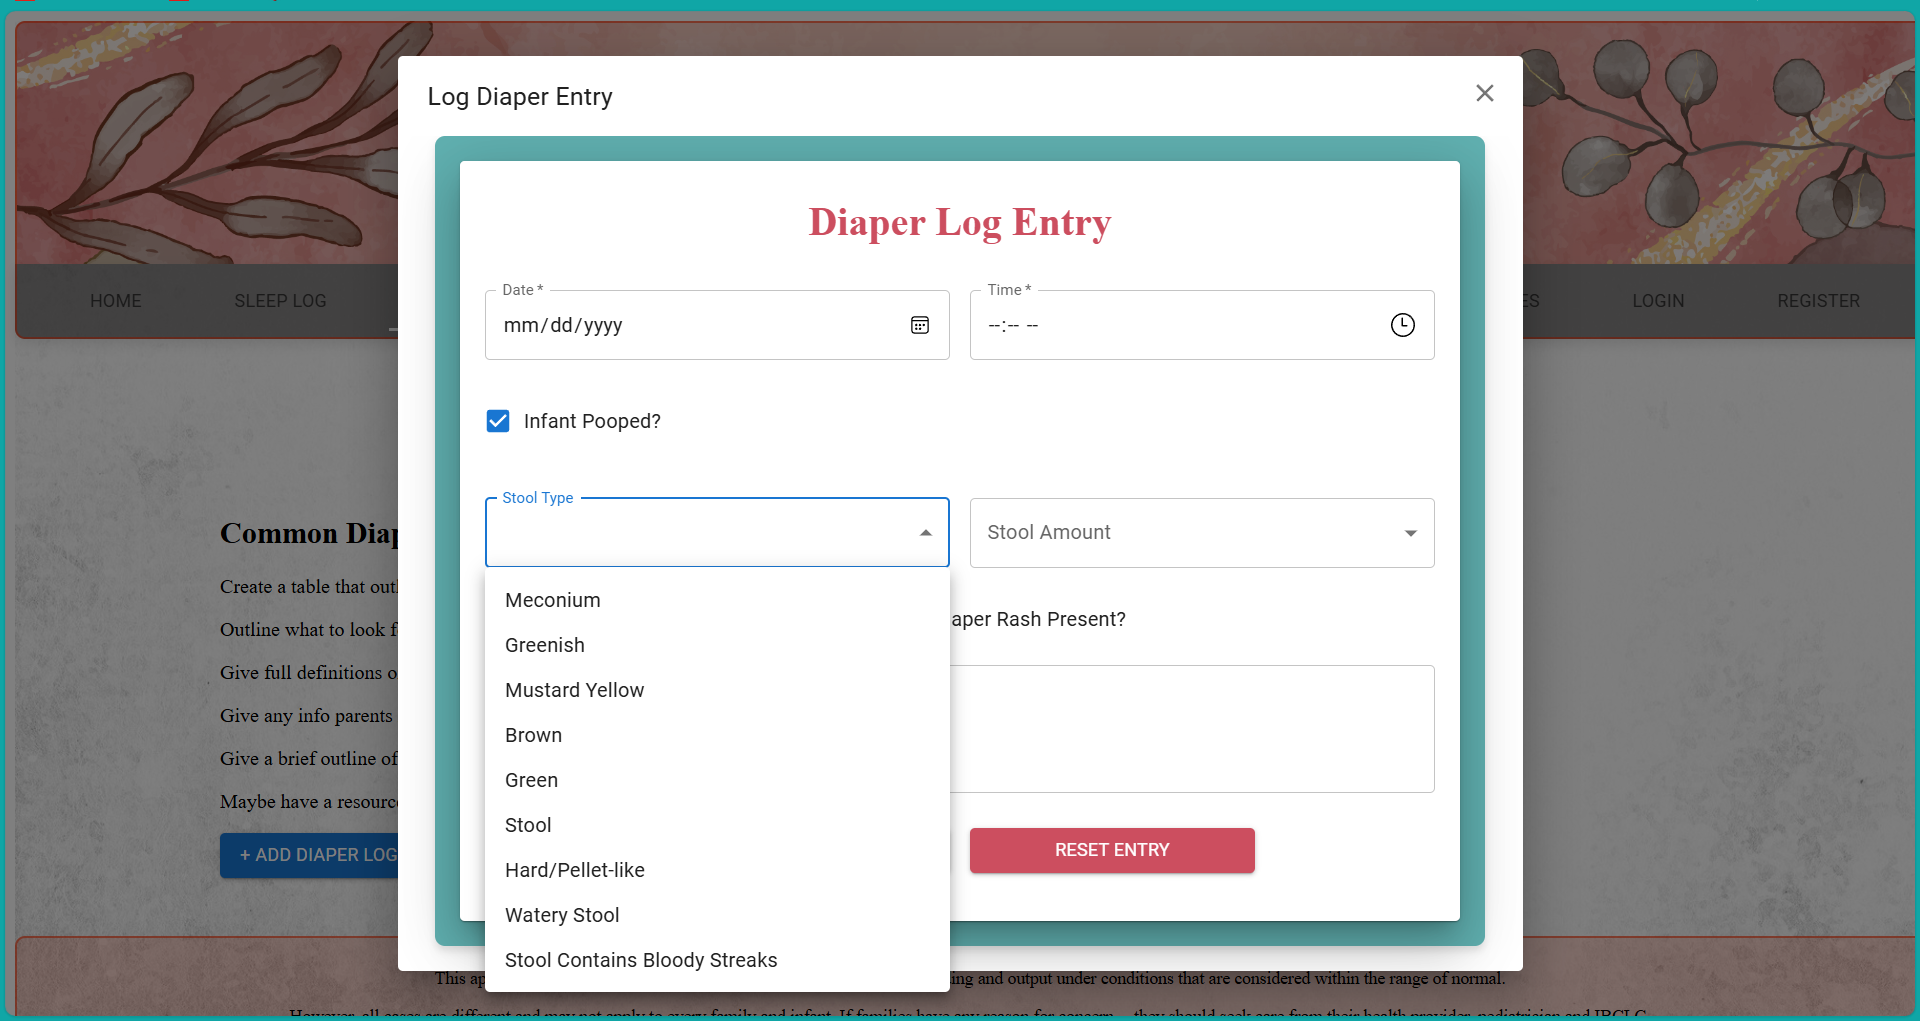 Log Diaper Entry
Diaper Log Entry
Date *
Time *
mm/dd/yyyy
--:-- --
HOME
SLEEP LOG
ES
LOGIN
REGISTER
Infant Pooped?
Stool Type
Stool Amount
Common Diap
Create a table that outl
Outline what to look f
Give full definitions o
Give any info parents
Give a brief outline of
Maybe have a resourc
+ ADD DIAPER LOG
Meconium
Greenish
Mustard Yellow
Brown
Green
Stool
Hard/Pellet-like
Watery Stool
Stool Contains Bloody Streaks
aper Rash Present?
RESET ENTRY
This ap
ing and output under conditions that are considered within the range of normal.
However, all cases are different and may not apply to every family and infant. If families have any reason for concern
they should seek care from their health provider, pediatrician and IBCLC